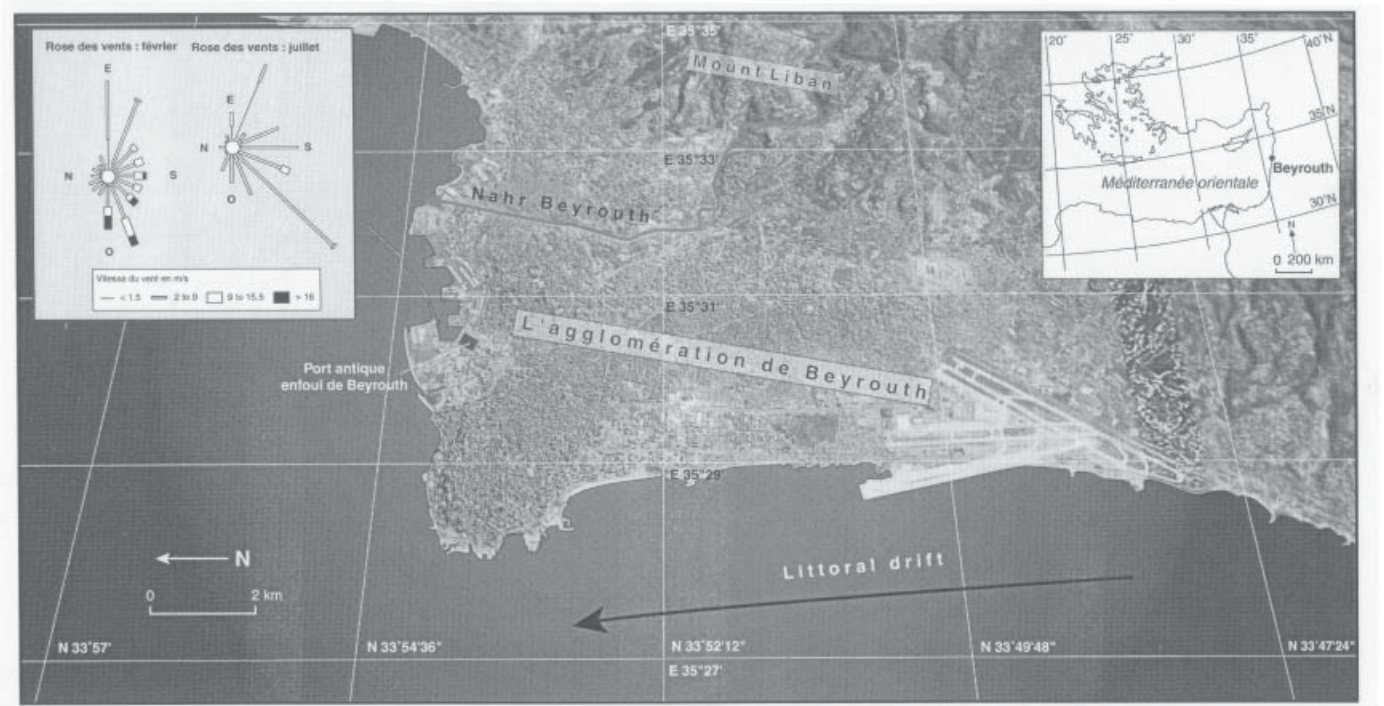 Rose des vents : février
Rose des vents : juillet
E
N
S
O
E
N
S
O
Vitesse du vent en m/s
< 1.5
2 to 9
9 to 15.5
> 16
E 35°35'
Mount Liban
E 35°33'
Nahr Beyrouth
E 35°31'
L'agglomération de Beyrouth
Port antique
enfoui de Beyrouth
E 35°29'
N
0 2 km
Littoral drift
N 33°57'
N 33°54'36"
N 33°52'12"
N 33°49'48"
N 33°47'24"
E 35°27'
20°
25°
30°
35°
40°N
35°N
Beyrouth
Méditerranée orientale
30°N
N
0 200 km